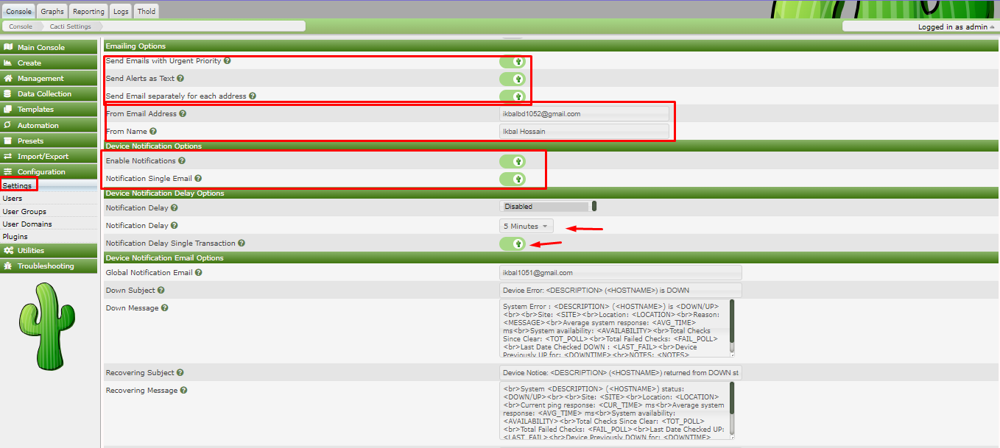 Console Graphs Reporting Logs Thold
Console Cacti Settings Logged in as admin
Main Console
Create
Management
Data Collection
Templates
Automation
Presets
Import/Export
Configuration
Settings
Users
User Groups
User Domains
Plugins
Utilities
Troubleshooting
Emailing Options
Send Emails with Urgent Priority
Send Alerts as Text
Send Email separately for each address
From Email Address ikbalbd1052@gmail.com
From Name Ikbal Hossain
Device Notification Options
Enable Notifications
Notification Single Email
Device Notification Delay Options
Notification Delay Disabled
Notification Delay 5 Minutes
Notification Delay Single Transaction
Device Notification Email Options
Global Notification Email ikbal1051@gmail.com
Down Subject Device Error: <DESCRIPTION> (<HOSTNAME>) is DOWN
Down Message System Error : <DESCRIPTION> (<HOSTNAME>) is <DOWN/UP>
<br><br>Site: <SITE><br>Location: <LOCATION><br>Reason:
<MESSAGE><br>Average system response: <AVG_TIME>
ms<br>System availability: <AVAILABILITY><br>Total Checks
Since Clear: <TOT_POLL><br>Total Failed Checks: <FAIL_POLL>
<br>Last Date Checked DOWN : <LAST_FAIL><br>Device
Previously UP for: <DOWNTIME><br>NOTES: <NOTES>
Recovering Subject Device Notice: <DESCRIPTION> (<HOSTNAME>) returned from DOWN st
Recovering Message <br>System <DESCRIPTION> (<HOSTNAME>) status:
<DOWN/UP><br><br>Site: <SITE><br>Location: <LOCATION>
<br>Current ping response: <CUR_TIME> ms<br>Average system
response: <AVG_TIME> ms<br>System availability:
<AVAILABILITY><br>Total Checks Since Clear: <TOT_POLL>
<br>Total Failed Checks: <FAIL_POLL><br>Last Date Checked UP:
<LAST_FAIL><br>Device Previously DOWN for: <DOWNTIME>